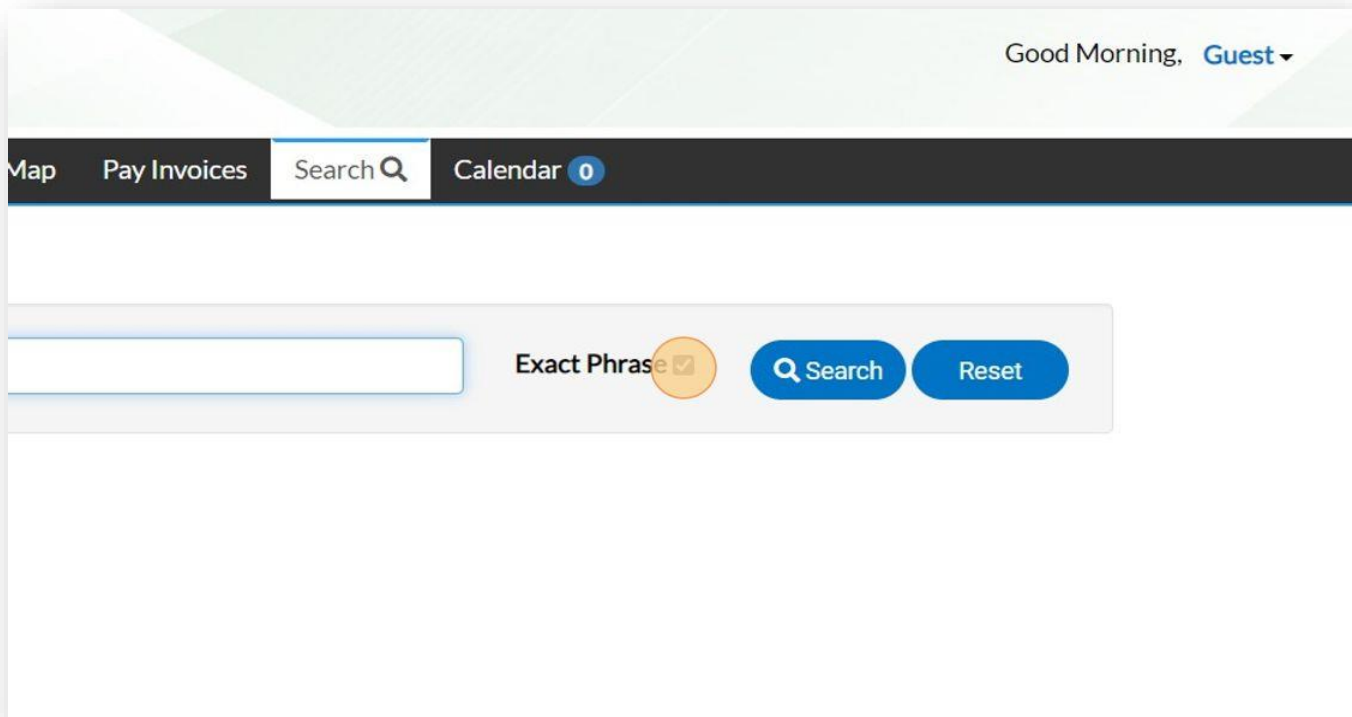 Good Morning, Guest
Map Pay Invoices Search Calendar 0
Exact Phrase Search Reset